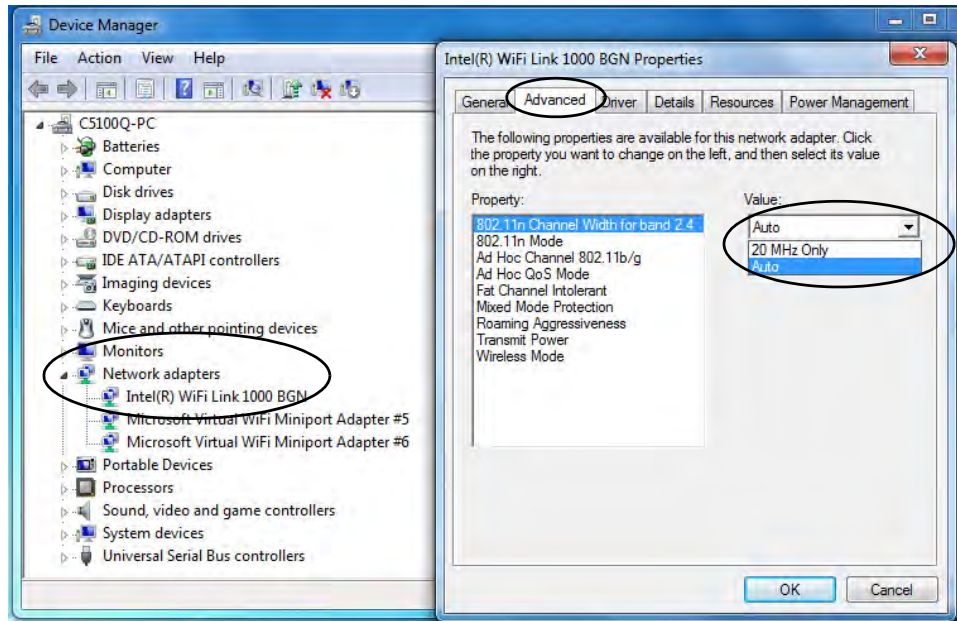 Device Manager
File Action View Help
C5100Q-PC
Batteries
Computer
Disk drives
Display adapters
DVD/CD-ROM drives
IDE ATA/ATAPI controllers
Imaging devices
Keyboards
Mice and other pointing devices
Monitors
Network adapters
Intel(R) WiFi Link 1000 BGN
Microsoft Virtual WiFi Miniport Adapter #5
Microsoft Virtual WiFi Miniport Adapter #6
Portable Devices
Processors
Sound, video and game controllers
System devices
Universal Serial Bus controllers
Intel(R) WiFi Link 1000 BGN Properties
General Advanced Driver Details Resources Power Management
The following properties are available for this network adapter. Click
the property you want to change on the left, and then select its value
on the right.
Property:
802.11n Channel Width for band 2.4
802.11n Mode
Ad Hoc Channel 802.11b/g
Ad Hoc QoS Mode
Fat Channel Intolerant
Mixed Mode Protection
Roaming Aggressiveness
Transmit Power
Wireless Mode
Value:
Auto
20 MHz Only
Auto
OK Cancel